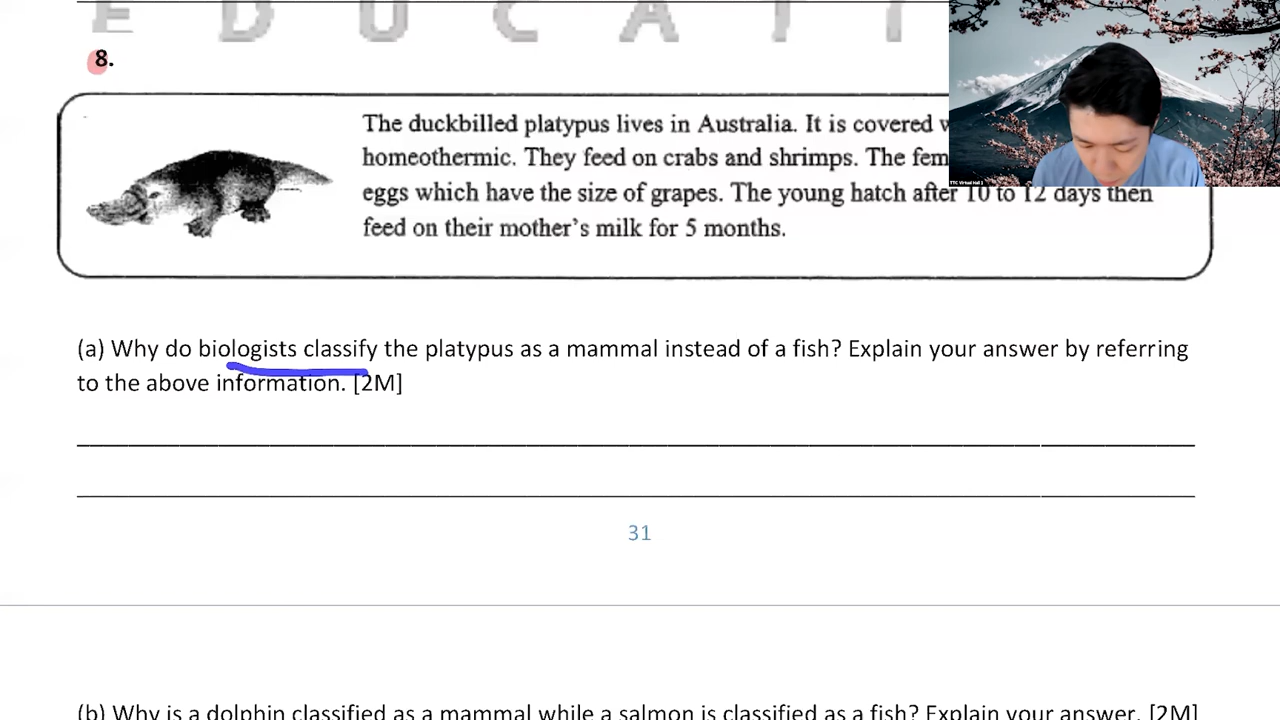 E D U C A T I
8.
The duckbilled platypus lives in Australia. It is covered
homeothermic. They feed on crabs and shrimps. The
eggs which have the size of grapes. The young hatch after 10 to 12 days then
feed on their mother's milk for 5 months.
(a) Why do biologists classify the platypus as a mammal instead of a fish? Explain your answer by referring
to the above information. [2M]
31
(b) Why is a dolphin classified as a mammal while a salmon is classified as a fish? Explain your answer. [2M]